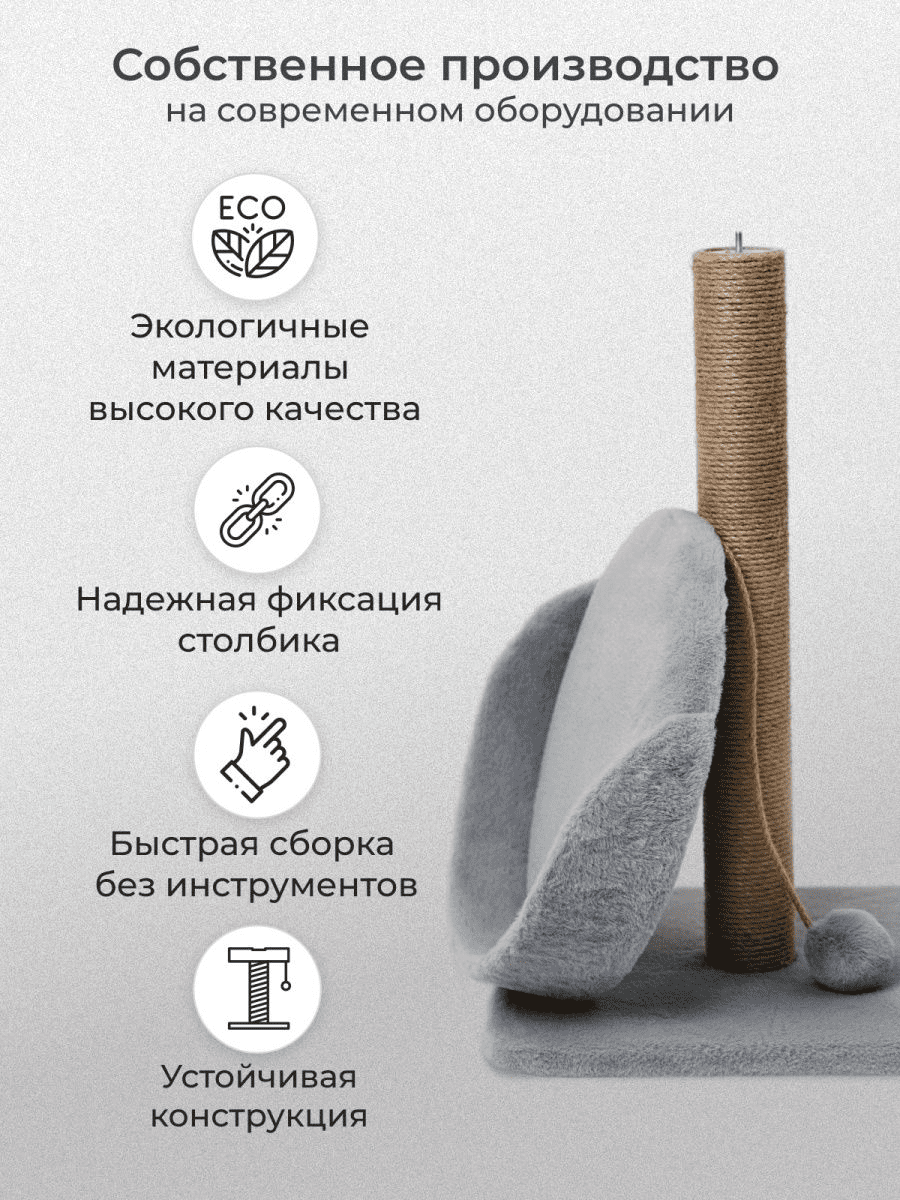 Собственное производство
на современном оборудовании
ECO
Экологичные
материалы
высокого качества
Надежная фиксация
столбика
Быстрая сборка
без инструментов
Устойчивая
конструкция